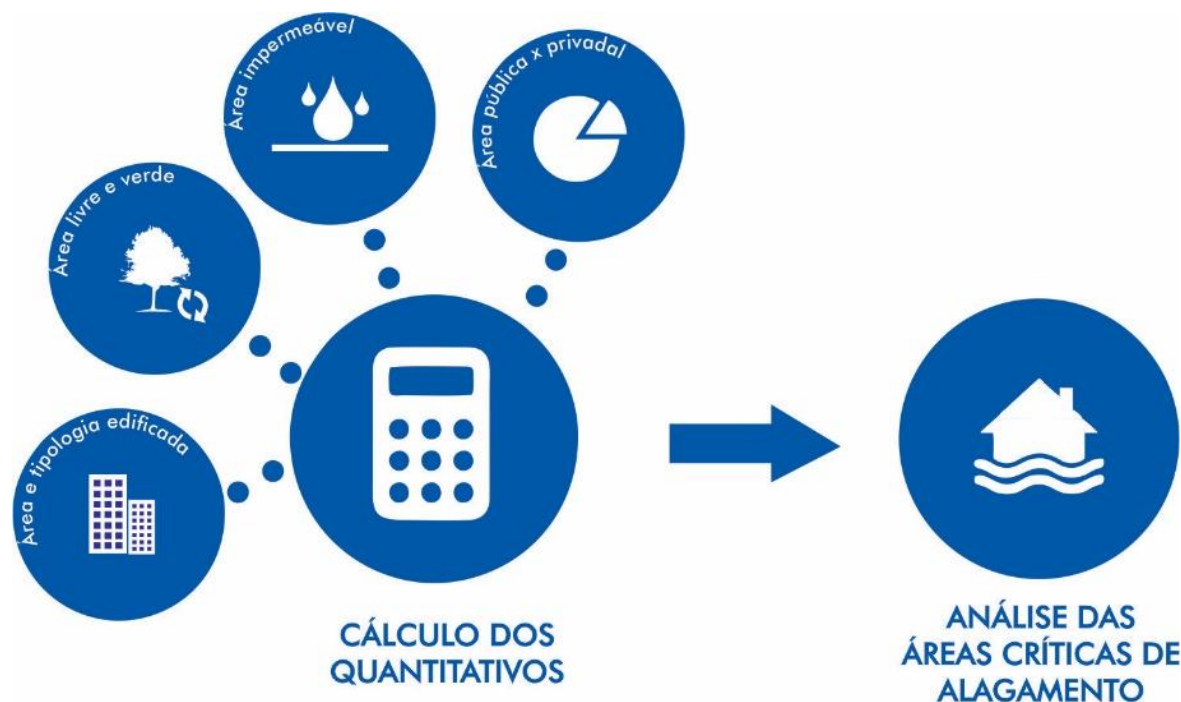 Área impermeável
Área pública x privadal
Área livre e verde
Área e tipologia edificada
CÁLCULO DOS
QUANTITATIVOS
ANÁLISE DAS
ÁREAS CRÍTICAS DE
ALAGAMENTO